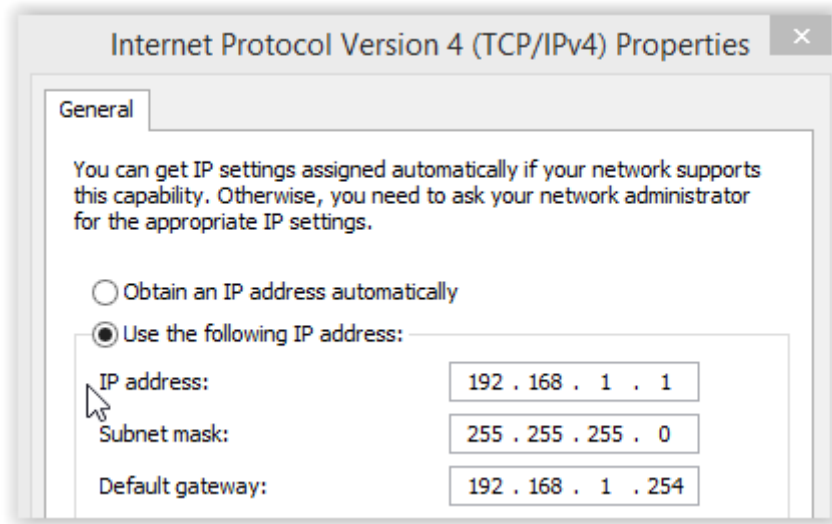 Internet Protocol Version 4 (TCP/IPv4) Properties
General
You can get IP settings assigned automatically if your network supports
this capability. Otherwise, you need to ask your network administrator
for the appropriate IP settings.
Obtain an IP address automatically
Use the following IP address:
IP address: 192 . 168 . 1 . 1
Subnet mask: 255 . 255 . 255 . 0
Default gateway: 192 . 168 . 1 . 254